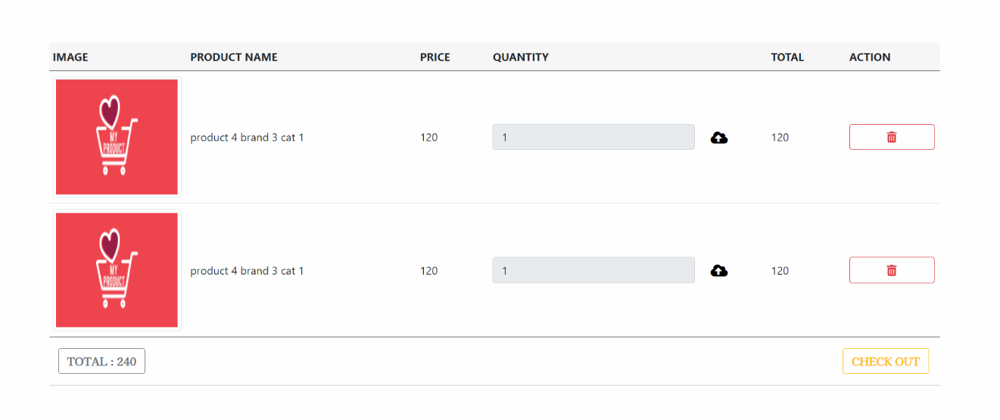 IMAGE PRODUCT NAME PRICE QUANTITY TOTAL ACTION
MY
PRODUCT
product 4 brand 3 cat 1 120 1 120
MY
PRODUCT
product 4 brand 3 cat 1 120 1 120
TOTAL : 240 CHECK OUT